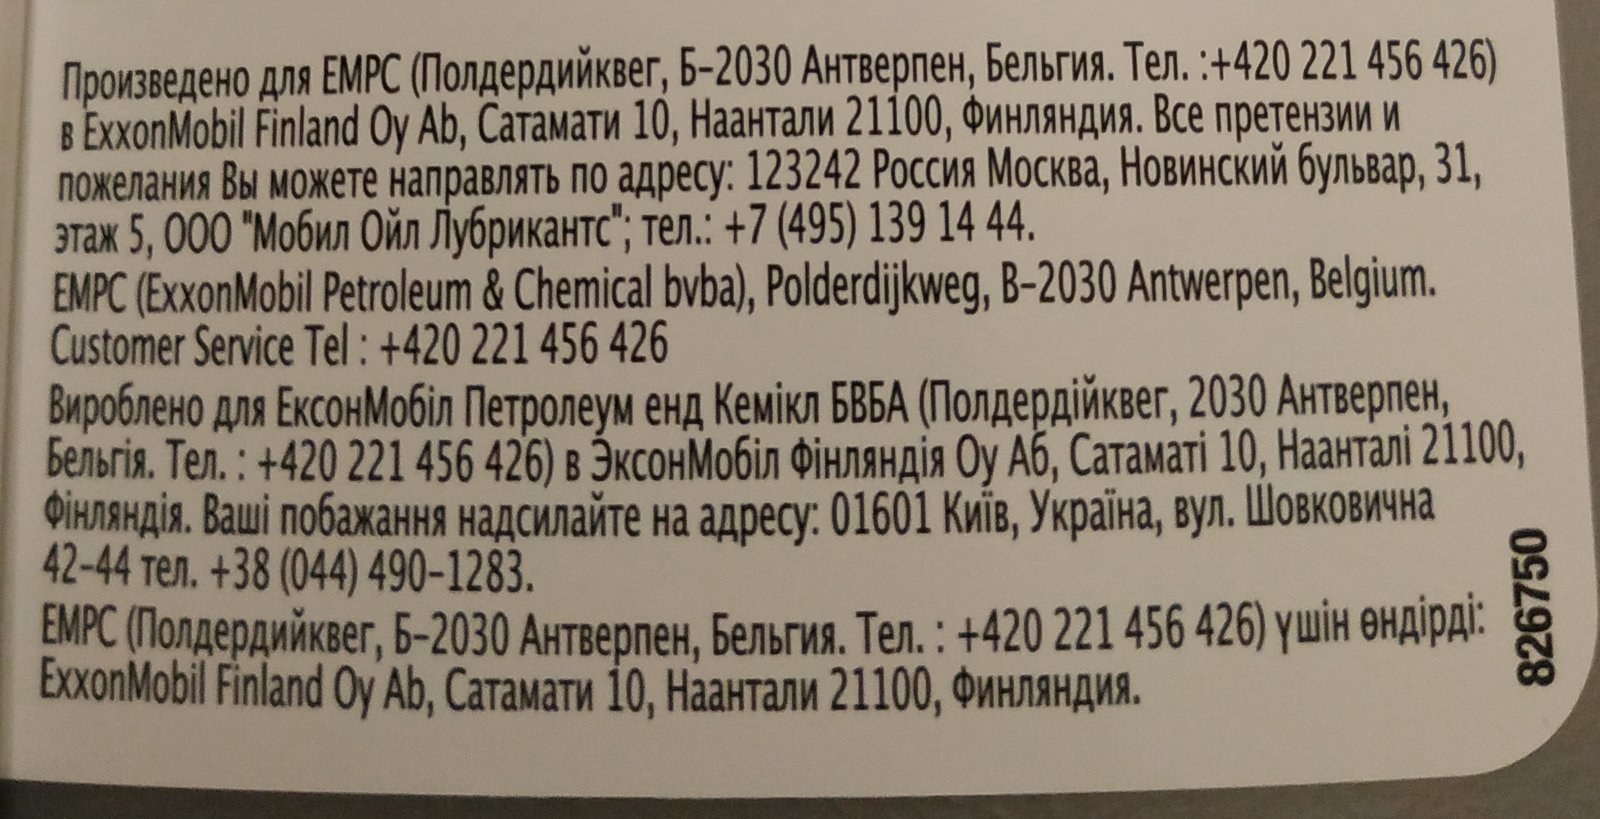 Произведено для EMPC (Полдердийквег, Б-2030 Антверпен, Бельгия. Тел. :+420 221 456 426)
в ExxonMobil Finland Oy Ab, Сатамати 10, Наантали 21100, Финляндия. Все претензии и
пожелания Вы можете направлять по адресу: 123242 Россия Москва, Новинский бульвар, 31,
этаж 5, ООО "Мобил Ойл Лубрикантс"; тел.: +7 (495) 139 14 44.
EMPC (ExxonMobil Petroleum & Chemical bvba), Polderdijkweg, B-2030 Antwerpen, Belgium.
Customer Service Tel : +420 221 456 426
Вироблено для ЕксонМобіл Петролеум енд Кемікл БВБА (Полдердійквег, 2030 Антверпен,
Бельгія. Тел. : +420 221 456 426) в ЭксонМобіл Фінляндія Оу Аб, Сатаматі 10, Наанталі 21100,
Фінляндія. Ваші побажання надсилайте на адресу: 01601 Київ, Україна, вул. Шовковична
42-44 тел. +38 (044) 490-1283.
EMPC (Полдердийквег, Б-2030 Антверпен, Бельгия. Тел. : +420 221 456 426) үшін өндірді:
ExxonMobil Finland Oy Ab, Сатамати 10, Наантали 21100, Финляндия.
826750